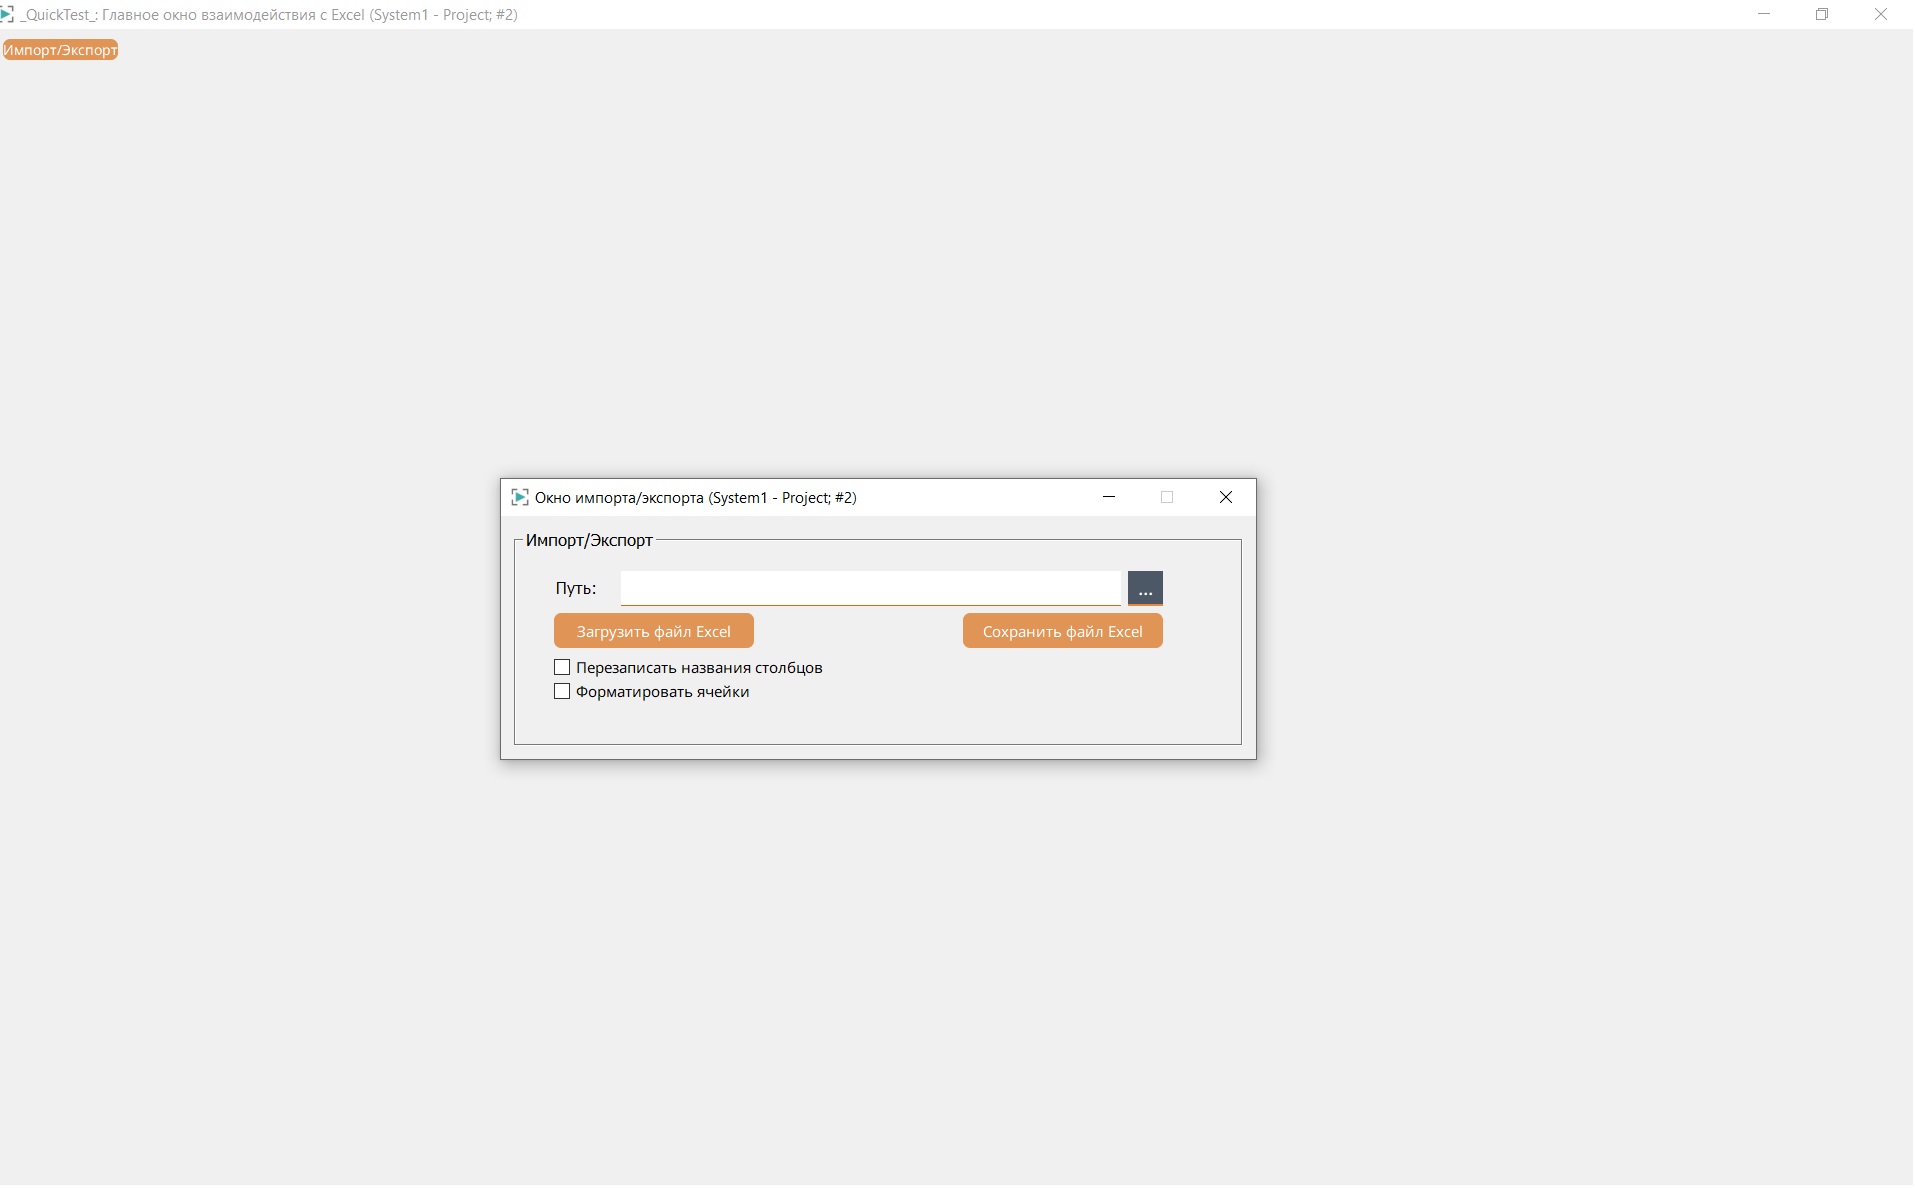 _QuickTest_: Главное окно взаимодействия с Excel (System1 - Project; #2)
Импорт/Экспорт
Окно импорта/экспорта (System1 - Project; #2)
Импорт/Экспорт
Путь:
...
Загрузить файл Excel
Сохранить файл Excel
Перезаписать названия столбцов
Форматировать ячейки